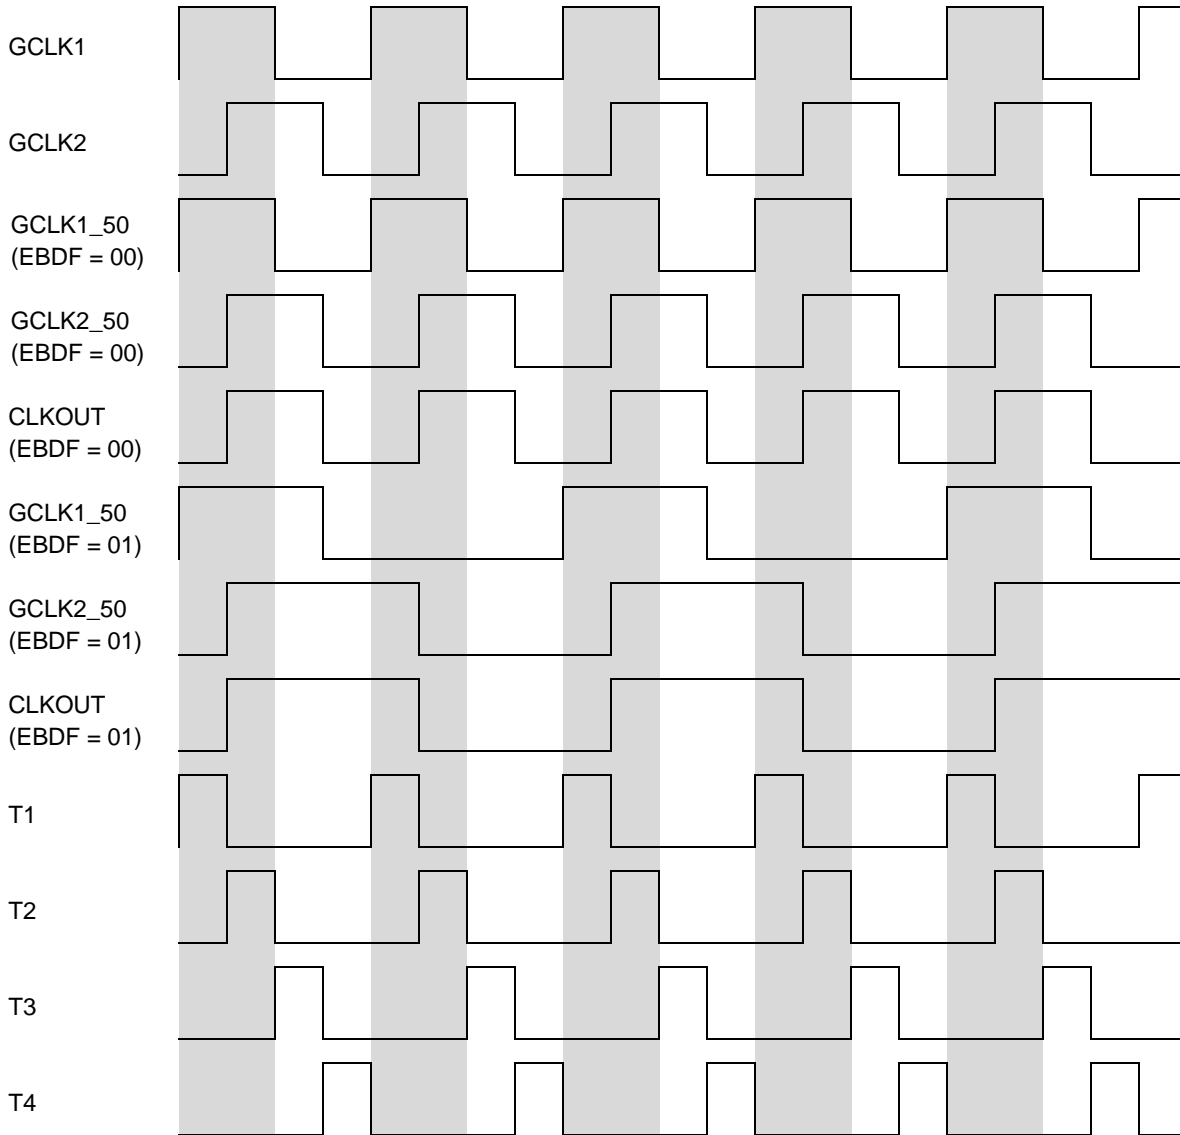 GCLK1
GCLK2
GCLK1_50
(EBDF = 00)
GCLK2_50
(EBDF = 00)
CLKOUT
(EBDF = 00)
GCLK1_50
(EBDF = 01)
GCLK2_50
(EBDF = 01)
CLKOUT
(EBDF = 01)
T1
T2
T3
T4